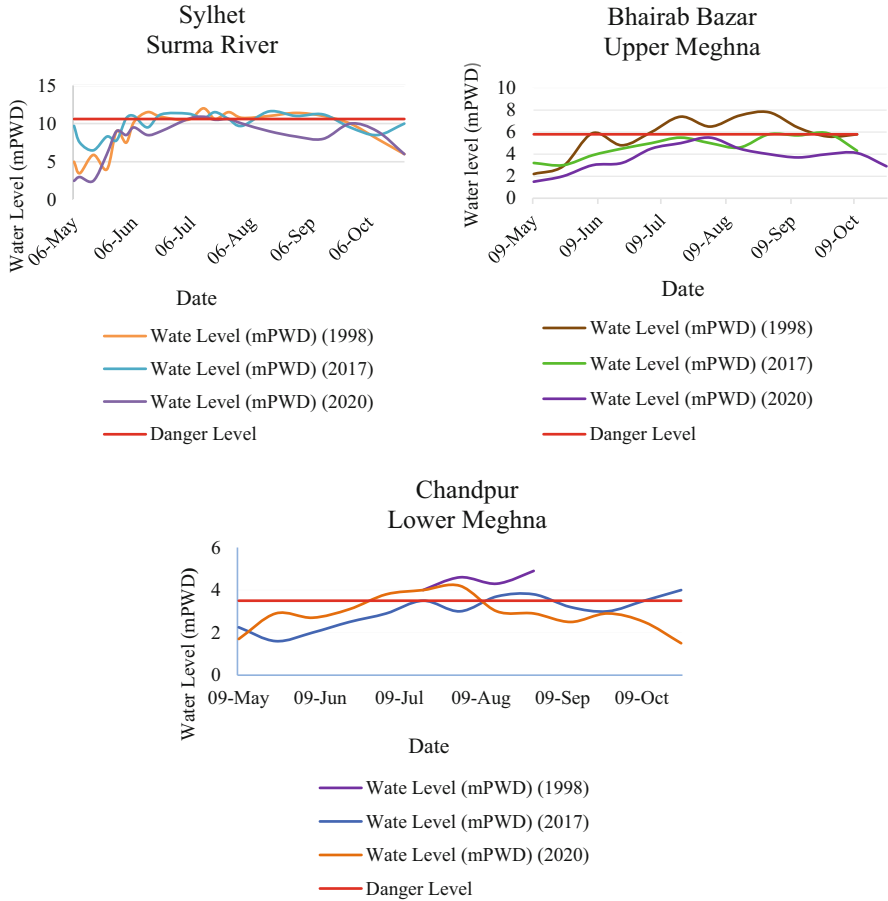 Sylhet
Surma River
Water Level (mPWD)
15
10
5
0
06-May
06-Jun
06-Jul
06-Aug
06-Sep
06-Oct
Date
Wate Level (mPWD) (1998)
Wate Level (mPWD) (2017)
Wate Level (mPWD) (2020)
Danger Level
Bhairab Bazar
Upper Meghna
Water level (mPWD)
10
8
6
4
2
0
09-May
09-Jun
09-Jul
09-Aug
09-Sep
09-Oct
Date
Wate Level (mPWD) (1998)
Wate Level (mPWD) (2017)
Wate Level (mPWD) (2020)
Danger Level
Chandpur
Lower Meghna
Water Level (mPWD)
6
4
2
0
09-May
09-Jun
09-Jul
09-Aug
09-Sep
09-Oct
Date
Wate Level (mPWD) (1998)
Wate Level (mPWD) (2017)
Wate Level (mPWD) (2020)
Danger Level